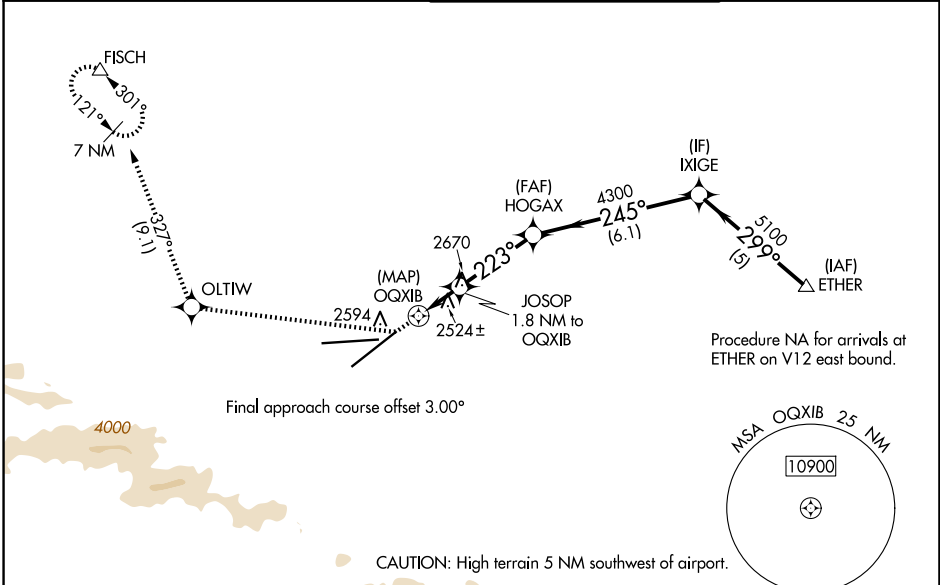 FISCH
301°
121°
7 NM
327°
(9.1)
OLTIW
(IF)
IXIGE
(FAF)
HOGAX
4300
245°
(6.1)
5100
299°
(5)
(IAF)
ETHER
2670
223°
(MAP)
OQXIB
JOSOP
1.8 NM to
OQXIB
2594
2524±
Procedure NA for arrivals at
ETHER on V12 east bound.
Final approach course offset 3.00°
4000
MSA OQXIB 25 NM
10900
CAUTION: High terrain 5 NM southwest of airport.